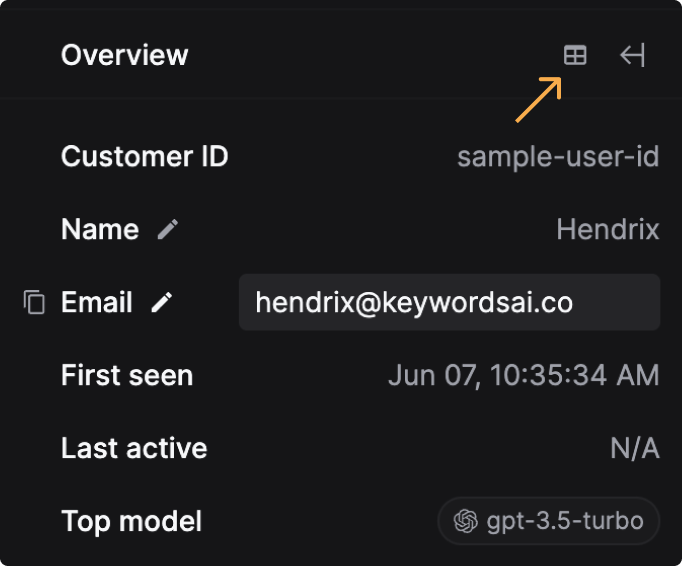 Overview
Customer ID sample-user-id
Name Hendrix
Email hendrix@keywordsai.co
First seen Jun 07, 10:35:34 AM
Last active N/A
Top model gpt-3.5-turbo